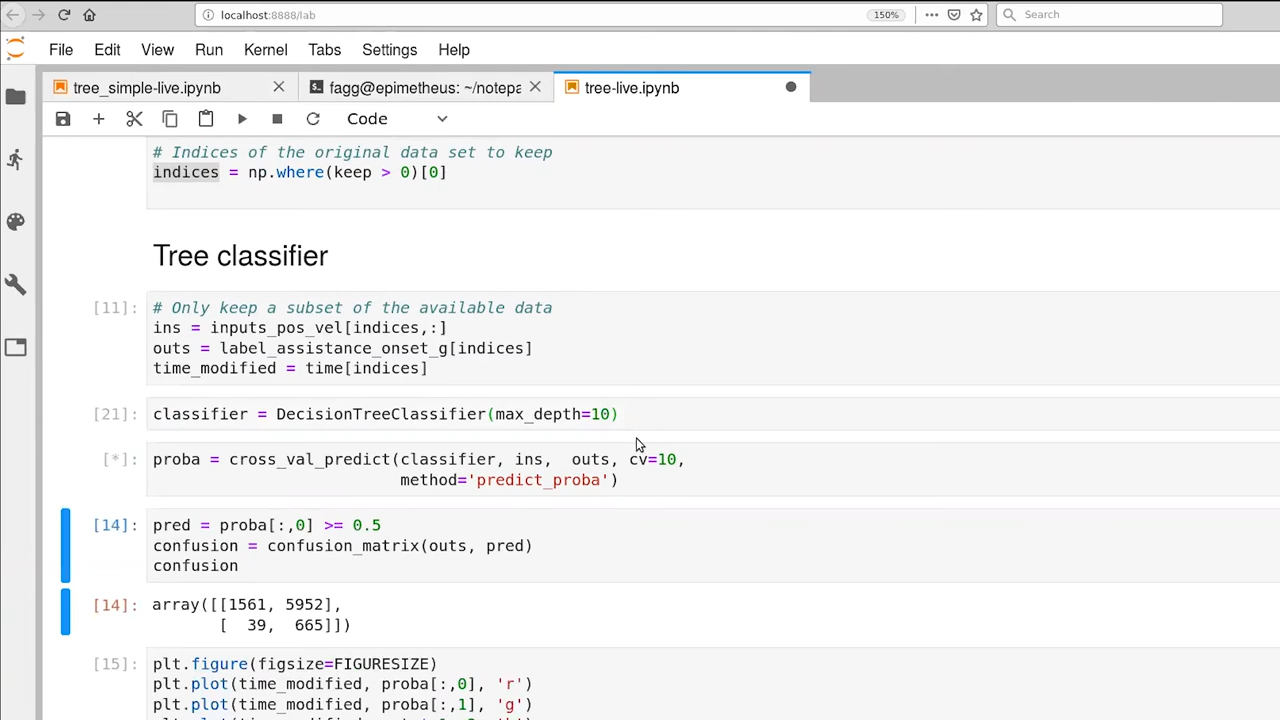 localhost:8888/lab
150%
Search
File Edit View Run Kernel Tabs Settings Help
tree_simple-live.ipynb
fagg@epimetheus: ~/notepa
tree-live.ipynb
Code
# Indices of the original data set to keep
indices = np.where(keep > 0)[0]
Tree classifier
[11]:
# Only keep a subset of the available data
ins = inputs_pos_vel[indices,:]
outs = label_assistance_onset_g[indices]
time_modified = time[indices]
[21]:
classifier = DecisionTreeClassifier(max_depth=10)
[*]:
proba = cross_val_predict(classifier, ins,  outs, cv=10,
method='predict_proba')
[14]:
pred = proba[:,0] >= 0.5
confusion = confusion_matrix(outs, pred)
confusion
[14]:
array([[1561, 5952],
[  39,  665]])
[15]:
plt.figure(figsize=FIGURESIZE)
plt.plot(time_modified, proba[:,0], 'r')
plt.plot(time_modified, proba[:,1], 'g')